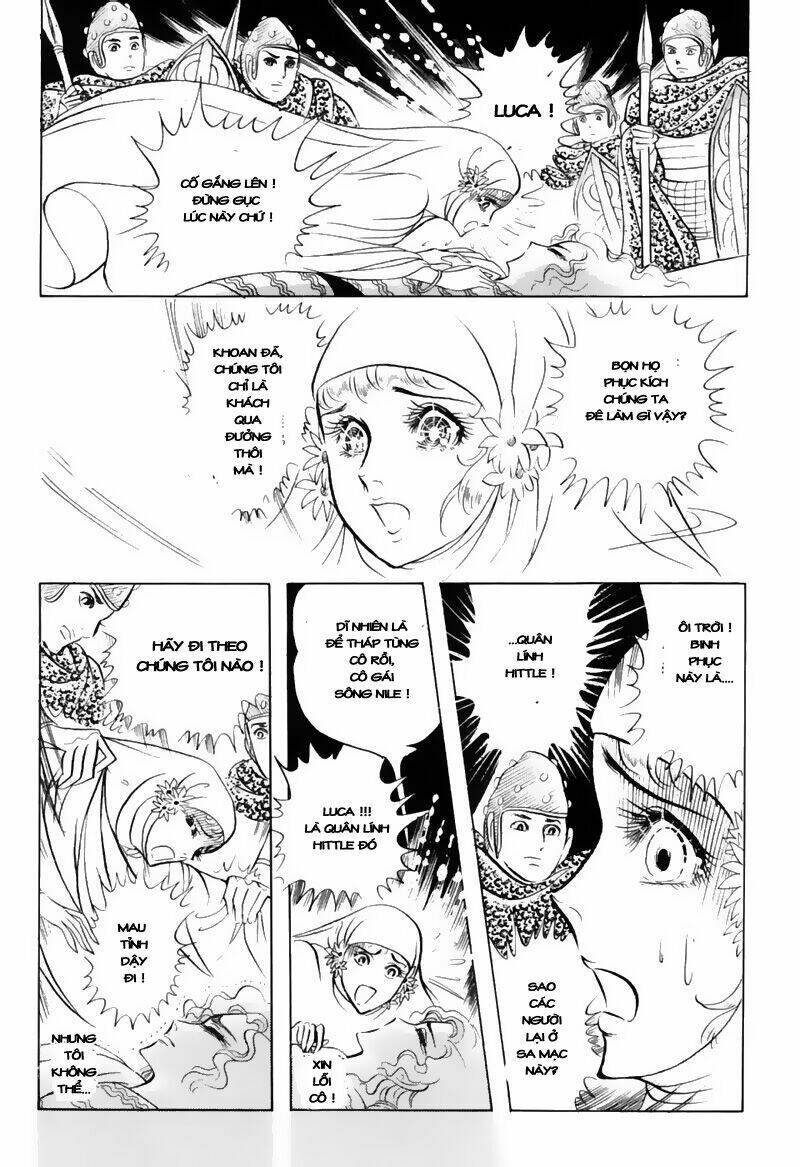 LUCA !
CỐ GẮNG LÊN !
ĐỪNG GỤC
LÚC NÀY CHỨ !
BỌN HỌ
PHỤC KÍCH
CHÚNG TA
ĐÊ LÀM GÌ VẬY?
KHOAN ĐÃ,
CHÚNG TÔI
CHỈ LÀ
KHÁCH
QUA
ĐƯỜNG
THÔI
MÀ !
ÔI TRỜI !
BINH
PHỤC
NÀY LÀ....
...QUÂN
LÍNH
HITTLE !
SAO
CÁC
NGƯỜI
LẠI Ở
SA MẠC
NÀY?
DĨ NHIÊN LÀ
ĐỂ THÁP TÙNG
CÔ RỒI,
CÔ GÁI
SÔNG NILE !
LUCA !!!
LÀ QUÂN LÍNH
HITTLE ĐÓ
XIN
LỖI
CÔ !
HÃY ĐI THEO
CHÚNG TÔI NÀO !
MAU
TỈNH
DẬY
ĐI !
NHƯNG
TÔI
KHÔNG
THỂ...